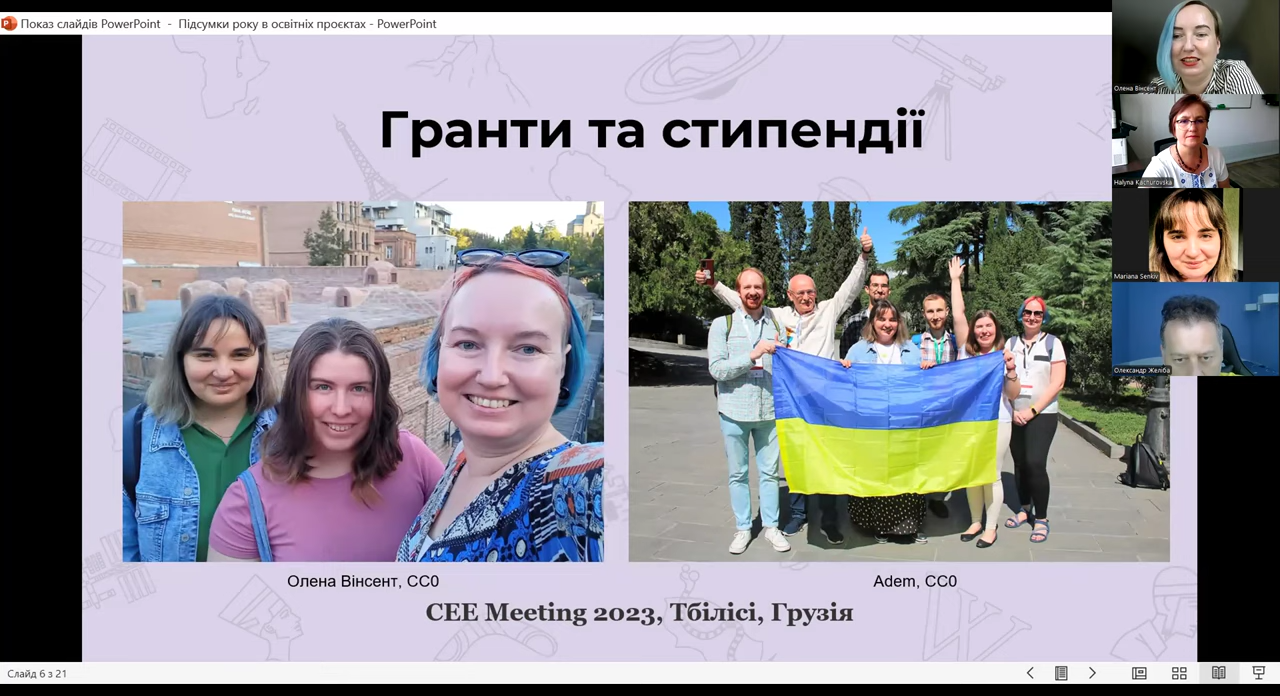 Показ слайдів PowerPoint - Підсумки року в освітніх проєктах - PowerPoint
Гранти та стипендії
Олена Вінсент
Halyna Kachurovska
Mariana Senkiv
Олександр Желіба
Олена Вінсент, CC0
Adem, CC0
CEE Meeting 2023, Тбілісі, Грузія
Слайд 6 з 21